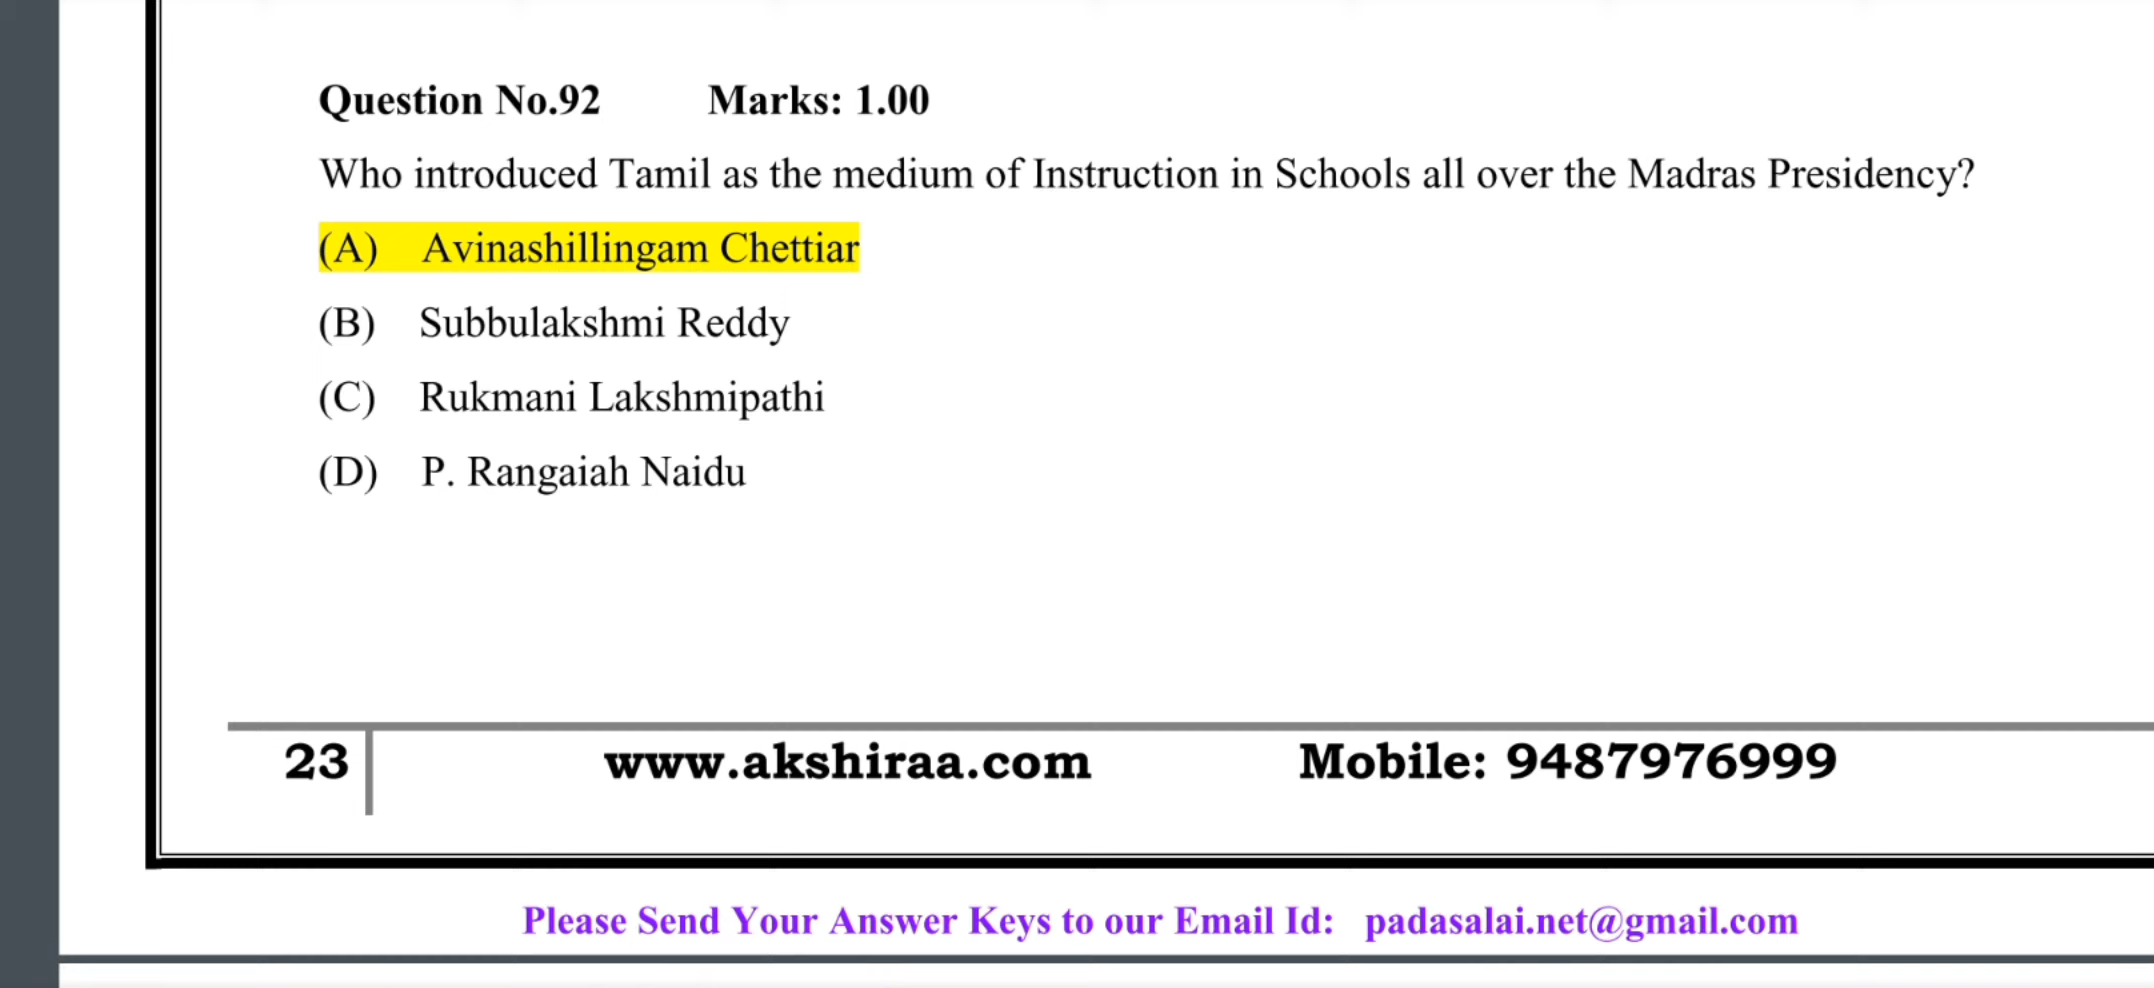 Question No.92 Marks: 1.00
Who introduced Tamil as the medium of Instruction in Schools all over the Madras Presidency?
(A) Avinashillingam Chettiar
(B) Subbulakshmi Reddy
(C) Rukmani Lakshmipathi
(D) P. Rangaiah Naidu
23 www.akshiraa.com Mobile: 9487976999
Please Send Your Answer Keys to our Email Id: padasalai.net@gmail.com